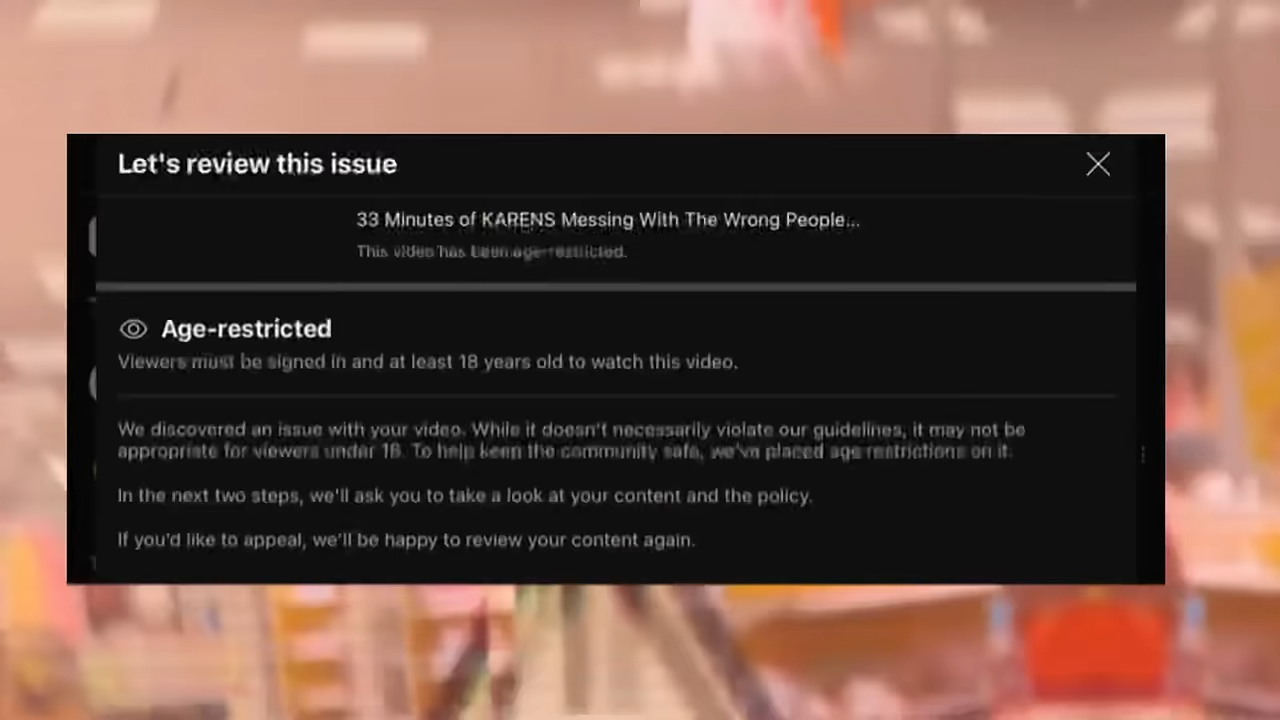 Let's review this issue
33 Minutes of KARENS Messing With The Wrong People...
This video has been age-restricted.
Age-restricted
Viewers must be signed in and at least 18 years old to watch this video.
We discovered an issue with your video. While it doesn't necessarily violate our guidelines, it may not be
appropriate for viewers under 18. To help keep the community safe, we've placed age restrictions on it.
In the next two steps, we'll ask you to take a look at your content and the policy.
If you'd like to appeal, we'll be happy to review your content again.